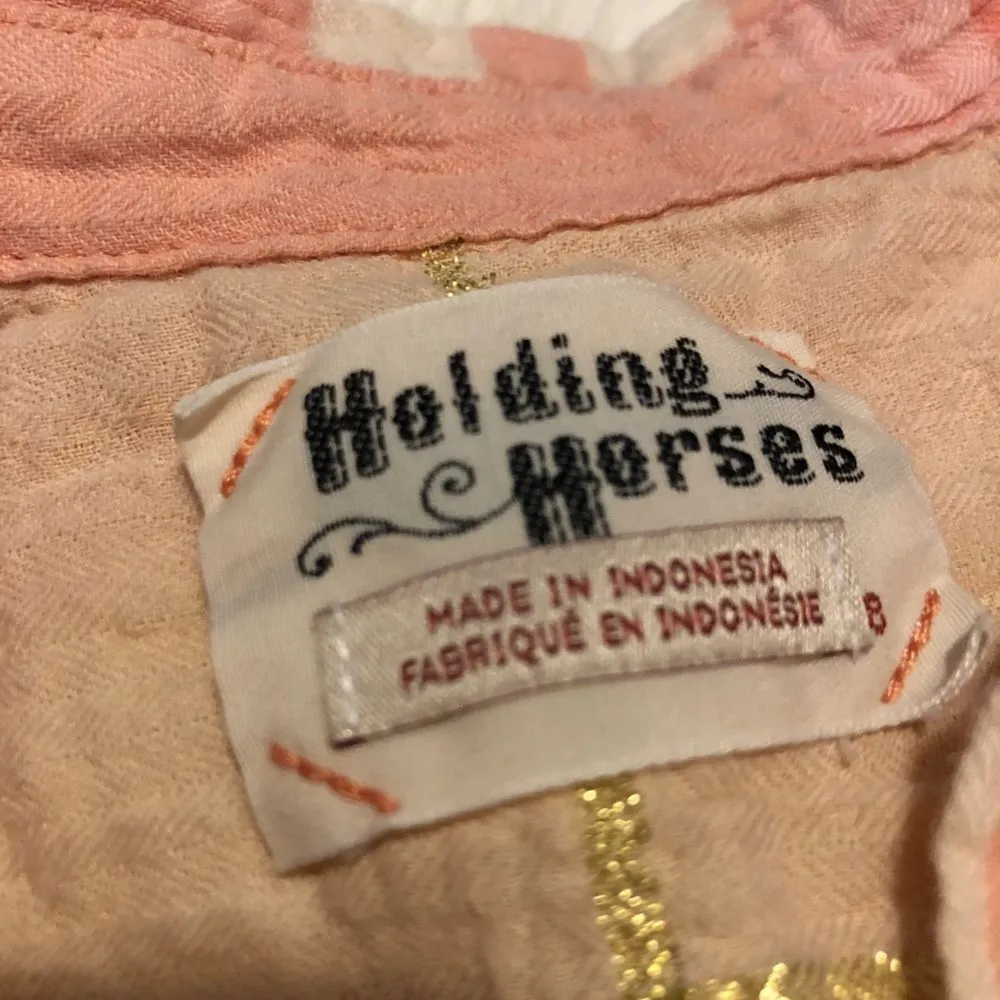 Holding
Horses
MADE IN INDONESIA
FABRIQUÉ EN INDONÉSIE
8